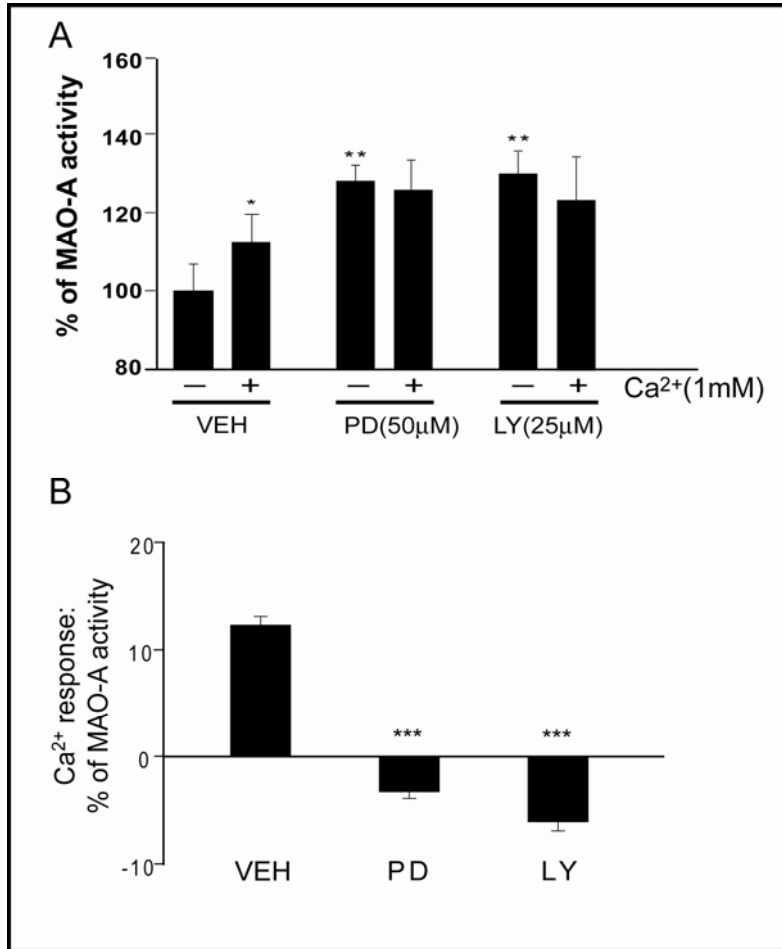 A
% of MAO-A activity
160
140
120
100
80
*
**
**
– + – + – + Ca²⁺(1mM)
VEH PD(50μM) LY(25μM)
B
Ca²⁺ response:
% of MAO-A activity
20
10
0
-10
*** ***
VEH PD LY